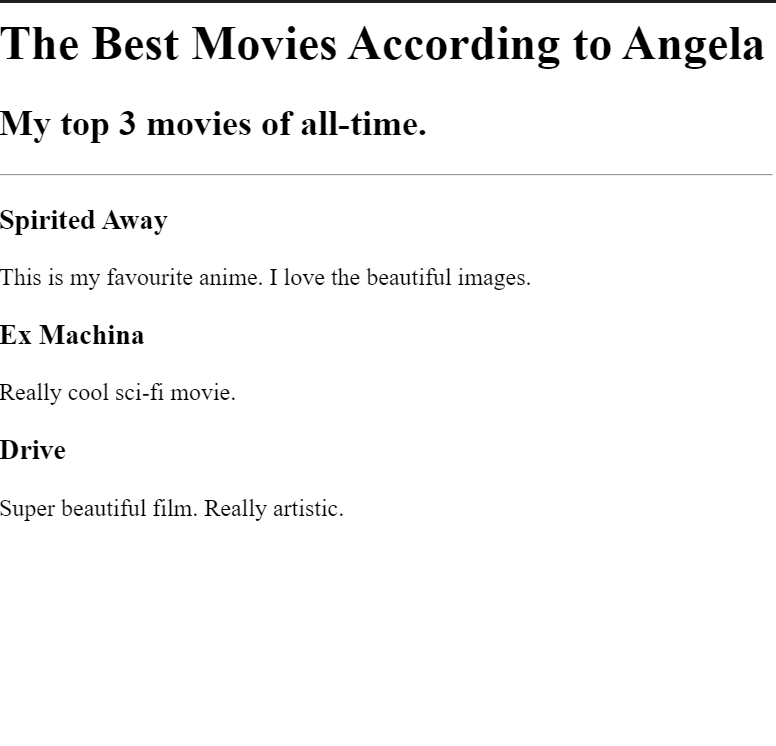 The Best Movies According to Angela
My top 3 movies of all-time.
Spirited Away
This is my favourite anime. I love the beautiful images.
Ex Machina
Really cool sci-fi movie.
Drive
Super beautiful film. Really artistic.